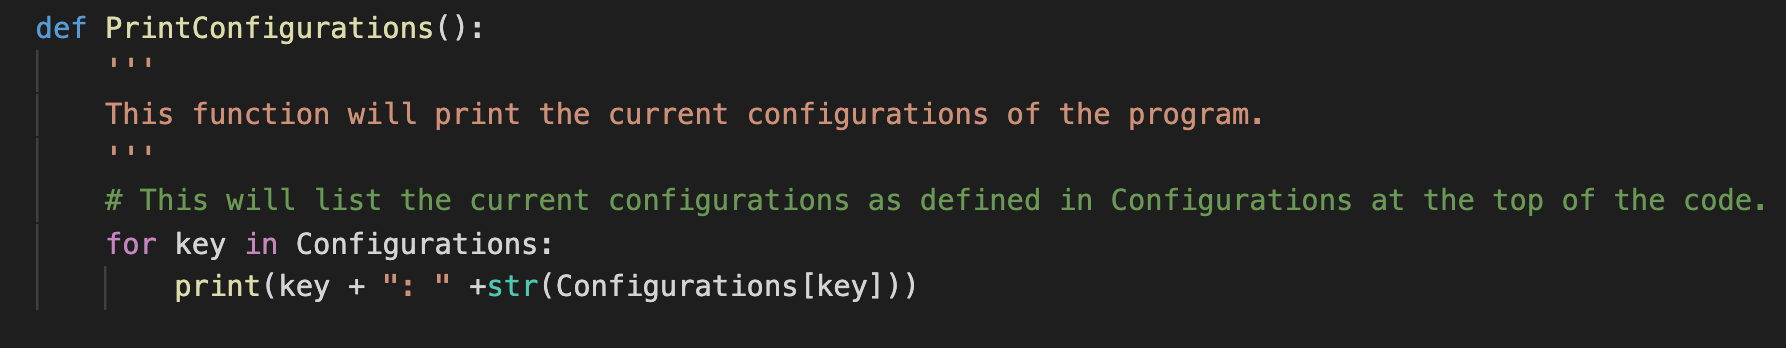 def PrintConfigurations():
    '''
    This function will print the current configurations of the program.
    '''
    # This will list the current configurations as defined in Configurations at the top of the code.
    for key in Configurations:
        print(key + ": " +str(Configurations[key]))